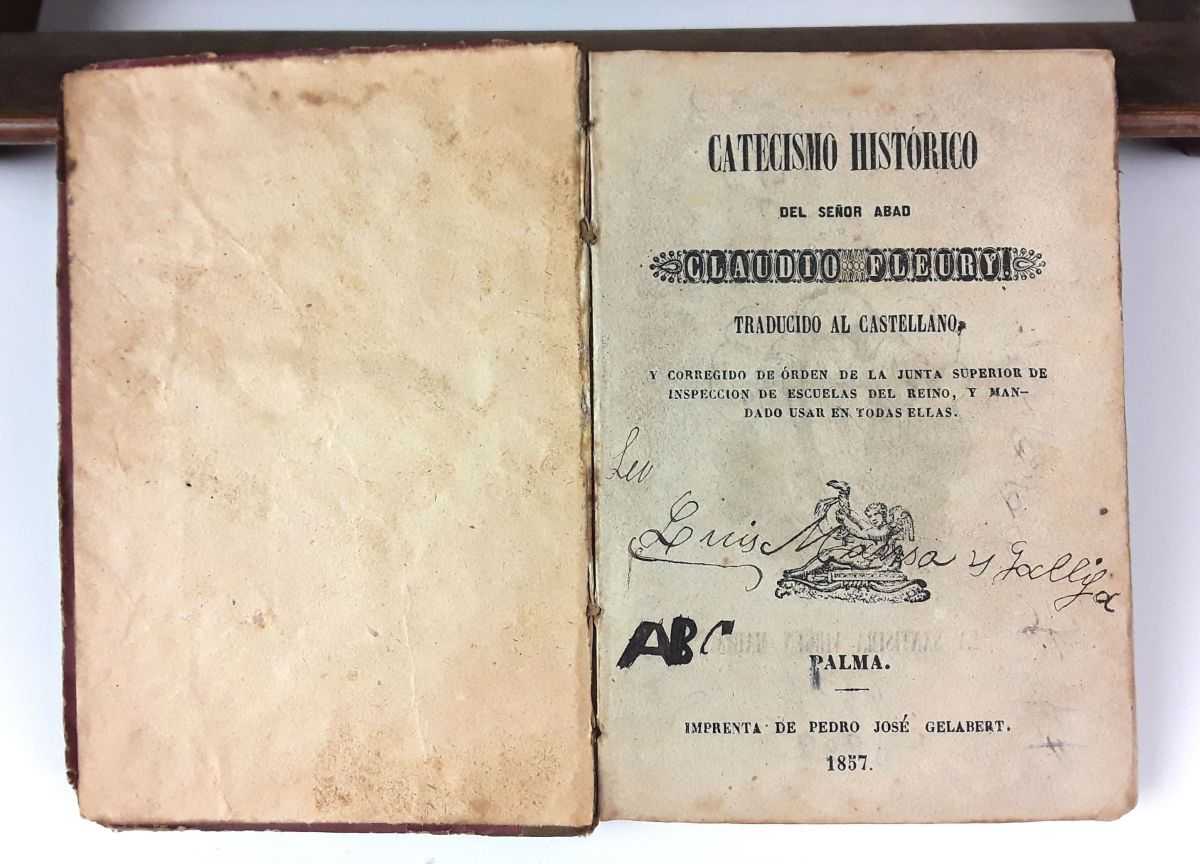 CATECISMO HISTÓRICO
DEL SEÑOR ABAD
CLAUDIO FLEURY.
TRADUCIDO AL CASTELLANO,
Y CORREGIDO DE ÓRDEN DE LA JUNTA SUPERIOR DE
INSPECCION DE ESCUELAS DEL REINO, Y MAN-
DADO USAR EN TODAS ELLAS.
Luis y
ABC
PALMA.
IMPRENTA DE PEDRO JOSÉ GELABERT.
1857.